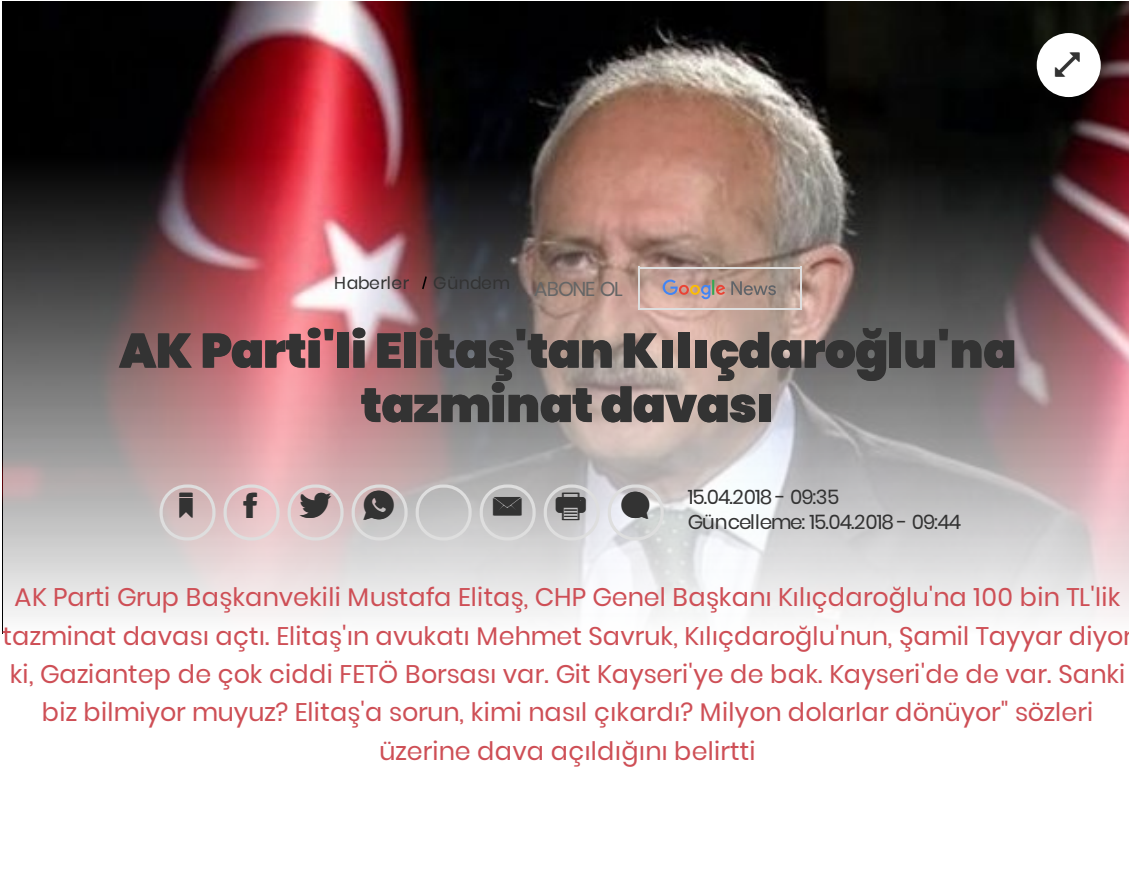 Haberler / Gündem ABONE OL Google News
AK Parti'li Elitaş'tan Kılıçdaroğlu'na
tazminat davası
15.04.2018 - 09:35
Güncelleme: 15.04.2018 - 09:44
AK Parti Grup Başkanvekili Mustafa Elitaş, CHP Genel Başkanı Kılıçdaroğlu'na 100 bin TL'lik
tazminat davası açtı. Elitaş'ın avukatı Mehmet Savruk, Kılıçdaroğlu'nun, Şamil Tayyar diyor
ki, Gaziantep de çok ciddi FETÖ Borsası var. Git Kayseri'ye de bak. Kayseri'de de var. Sanki
biz bilmiyor muyuz? Elitaş'a sorun, kimi nasıl çıkardı? Milyon dolarlar dönüyor" sözleri
üzerine dava açıldığını belirtti